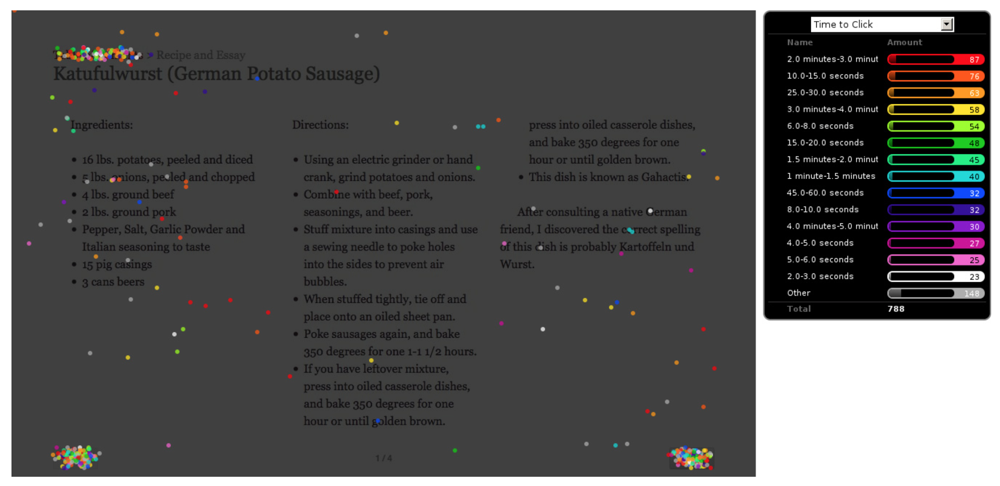 > Recipe and Essay
Katufulwurst (German Potato Sausage)
Ingredients:
• 16 lbs. potatoes, peeled and diced
• 5 lbs. onions, peeled and chopped
• 4 lbs. ground beef
• 2 lbs. ground pork
• Pepper, Salt, Garlic Powder and
Italian seasoning to taste
• 15 pig casings
• 3 cans beers
Directions:
• Using an electric grinder or hand
crank, grind potatoes and onions.
• Combine with beef, pork,
seasonings, and beer.
• Stuff mixture into casings and use
a sewing needle to poke holes
into the sides to prevent air
bubbles.
• When stuffed tightly, tie off and
place onto an oiled sheet pan.
• Poke sausages again, and bake
350 degrees for one 1-1 1/2 hours.
• If you have leftover mixture,
press into oiled casserole dishes,
and bake 350 degrees for one
hour or until golden brown.
press into oiled casserole dishes,
and bake 350 degrees for one
hour or until golden brown.
• This dish is known as Gahactis.
After consulting a native German
friend, I discovered the correct spelling
of this dish is probably Kartoffeln und
Wurst.
1 / 4
Time to Click
Name Amount
2.0 minutes-3.0 minut 87
10.0-15.0 seconds 76
25.0-30.0 seconds 63
3.0 minutes-4.0 minut 58
6.0-8.0 seconds 54
15.0-20.0 seconds 48
1.5 minutes-2.0 minut 45
1 minute-1.5 minutes 40
45.0-60.0 seconds 32
8.0-10.0 seconds 32
4.0 minutes-5.0 minut 30
4.0-5.0 seconds 27
5.0-6.0 seconds 25
2.0-3.0 seconds 23
Other 148
Total 788